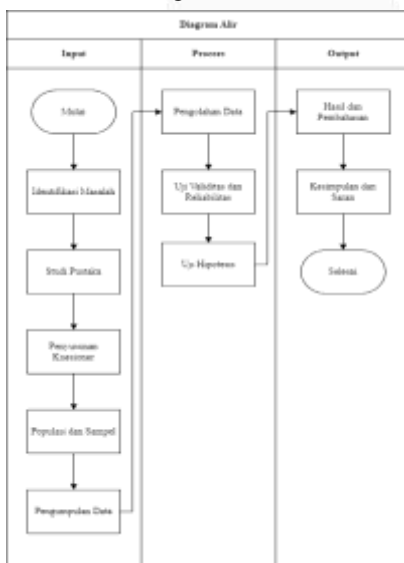 Diagram Alir
Input
Process
Output
Mulai
Identifikasi Masalah
Studi Pustaka
Penyusunan
Kuesioner
Populasi dan Sampel
Pengumpulan Data
Pengolahan Data
Uji Validitas dan
Reliabilitas
Uji Hipotesis
Hasil dan
Pembahasan
Kesimpulan dan
Saran
Selesai